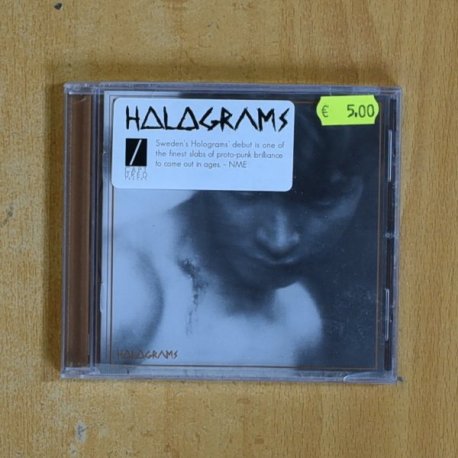 HOLOGRAMS
€ 5.00
Sweden's Holograms' debut is one of
the finest slabs of proto-punk brilliance
to come out in ages. - NME
HOLOGRAMS